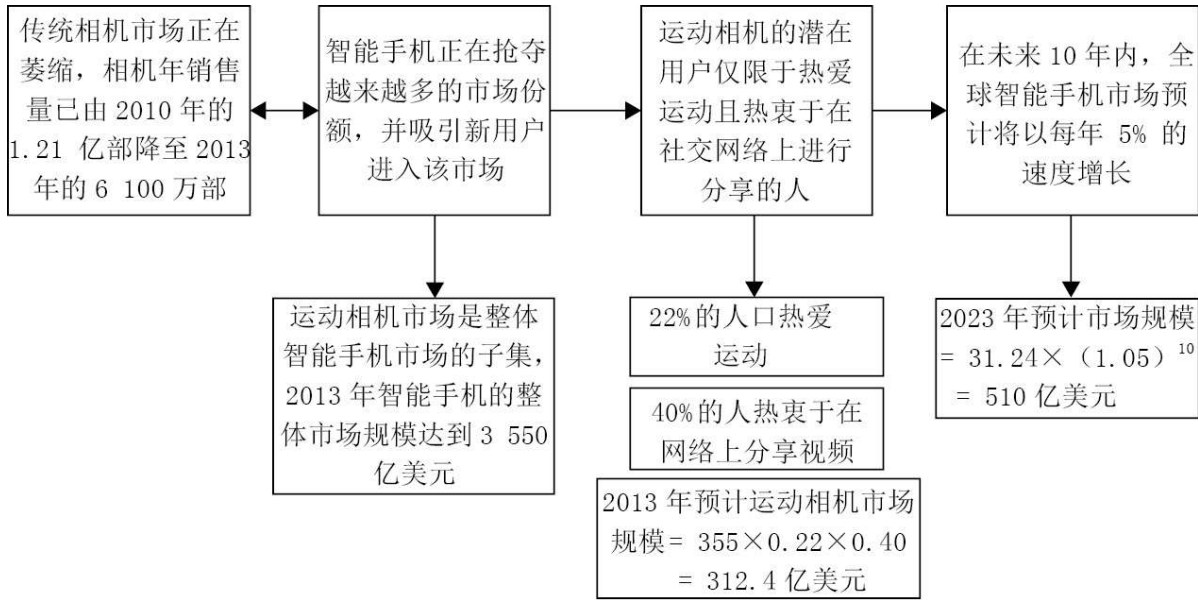 传统相机市场正在
萎缩，相机年销售
量已由 2010 年的
1.21 亿部降至 2013
年的 6 100 万部
智能手机正在抢夺
越来越多的市场份
额，并吸引新用户
进入该市场
运动相机的潜在
用户仅限于热爱
运动且热衷于在
社交网络上进行
分享的人
在未来 10 年内，全
球智能手机市场预
计将以每年 5% 的
速度增长
运动相机市场是整体
智能手机市场的子集，
2013 年智能手机的整
体市场规模达到 3 550
亿美元
22%的人口热爱
运动
40%的人热衷于在
网络上分享视频
2013 年预计运动相机市场
规模= 355×0.22×0.40
= 312.4 亿美元
2023 年预计市场规模
= 31.24×（1.05）¹⁰
= 510 亿美元